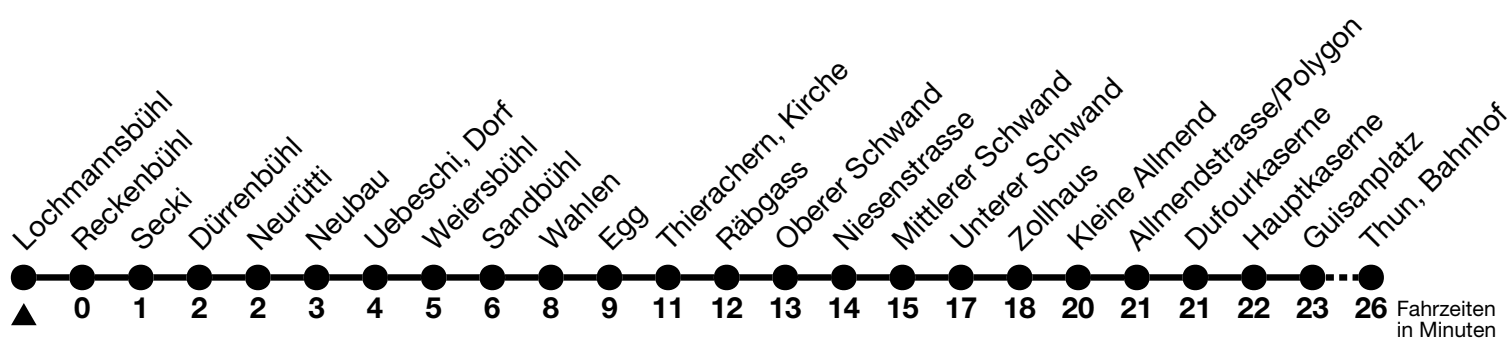 Lochmannsbühl
Reckenbühl
Secki
Dürrenbühl
Neurütti
Neubau
Uebeschi, Dorf
Weiersbühl
Sandbühl
Wahlen
Egg
Thierachern, Kirche
Räbgass
Oberer Schwand
Niesenstrasse
Mittlerer Schwand
Unterer Schwand
Zollhaus
Kleine Allmend
Allmendstrasse/Polygon
Dufourkaserne
Hauptkaserne
Guisanplatz
Thun, Bahnhof
0 1 2 2 3 4 5 6 8 9 11 12 13 14 15 17 18 20 21 21 22 23 26
Fahrzeiten
in Minuten